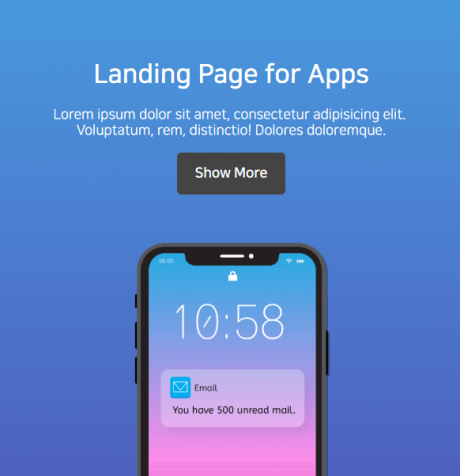 Landing Page for Apps
Lorem ipsum dolor sit amet, consectetur adipisicing elit.
Voluptatum, rem, distinctio! Dolores doloremque.
Show More
06:00
10:58
Email
You have 500 unread mail.